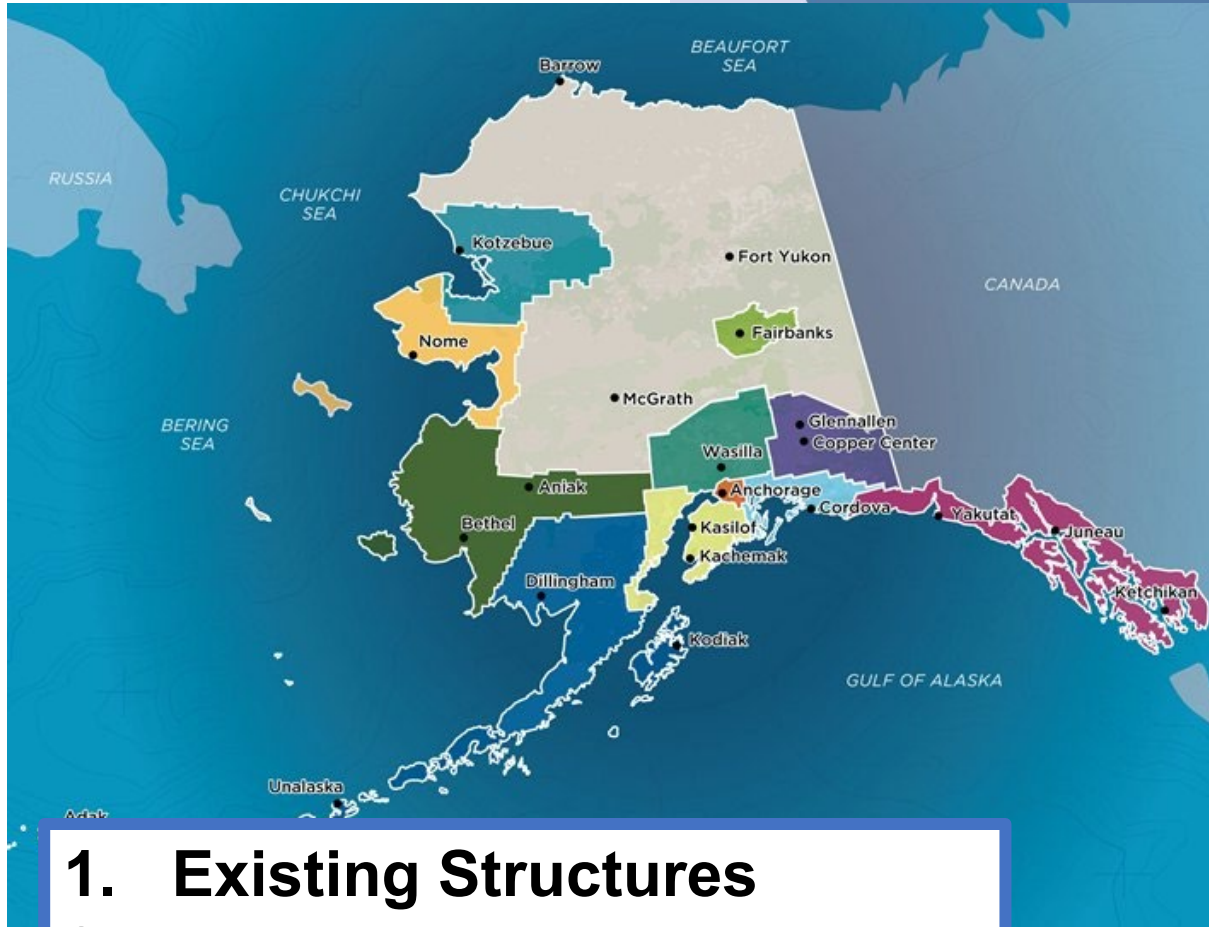 BEAUFORT
SEA
Barrow
RUSSIA
CHUKCHI
SEA
Kotzebue
Fort Yukon
CANADA
Nome
Fairbanks
McGrath
BERING
SEA
Glennallen
Copper Center
Wasilla
Aniak
Anchorage
Cordova
Yakutat
Bethel
Kasilof
Juneau
Kachemak
Dillingham
Ketchikan
Kodiak
GULF OF ALASKA
Unalaska
Adak
1. Existing Structures